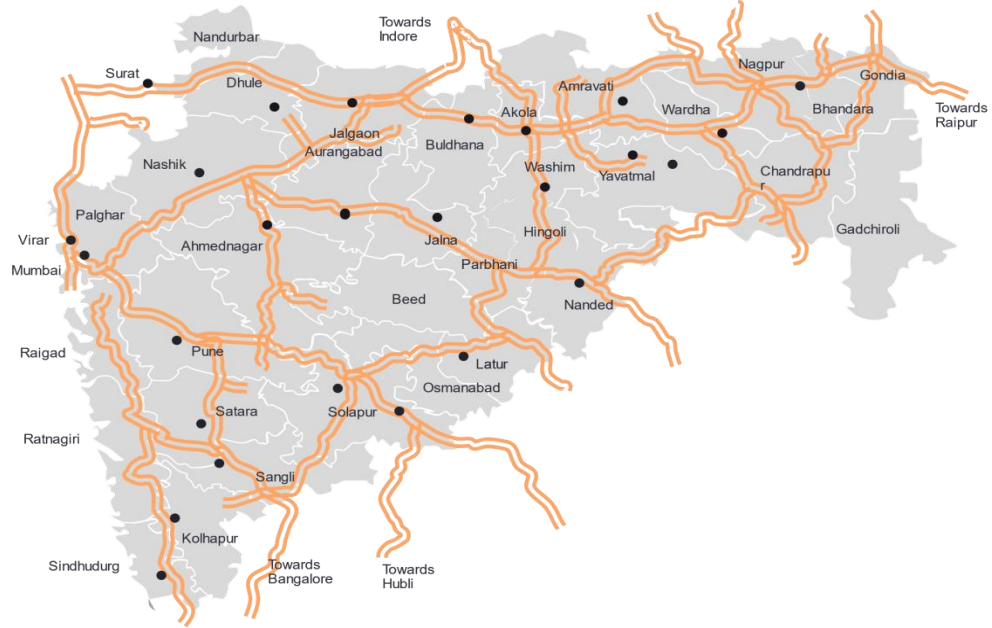 Towards
Indore
Nandurbar
Surat
Dhule
Nagpur
Gondia
Amravati
Akola
Wardha
Bhandara
Towards
Raipur
Jalgaon
Aurangabad
Buldhana
Nashik
Washim
Yavatmal
Chandrapu
r
Palghar
Virar
Ahmednagar
Jalna
Hingoli
Gadchiroli
Mumbai
Parbhani
Beed
Nanded
Raigad
Pune
Latur
Osmanabad
Satara
Solapur
Ratnagiri
Sangli
Kolhapur
Sindhudurg
Towards
Bangalore
Towards
Hubli